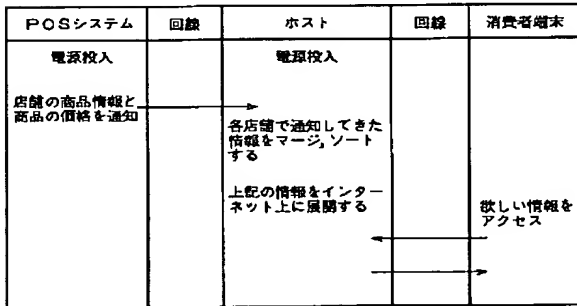 POSシステム 回線 ホスト 回線 消費者端末
電源投入 電源投入
店舗の商品情報と
商品の価格を通知
各店舗で通知してきた
情報をマージ,ソート
する
上記の情報をインター
ネット上に展開する
欲しい情報を
アクセス